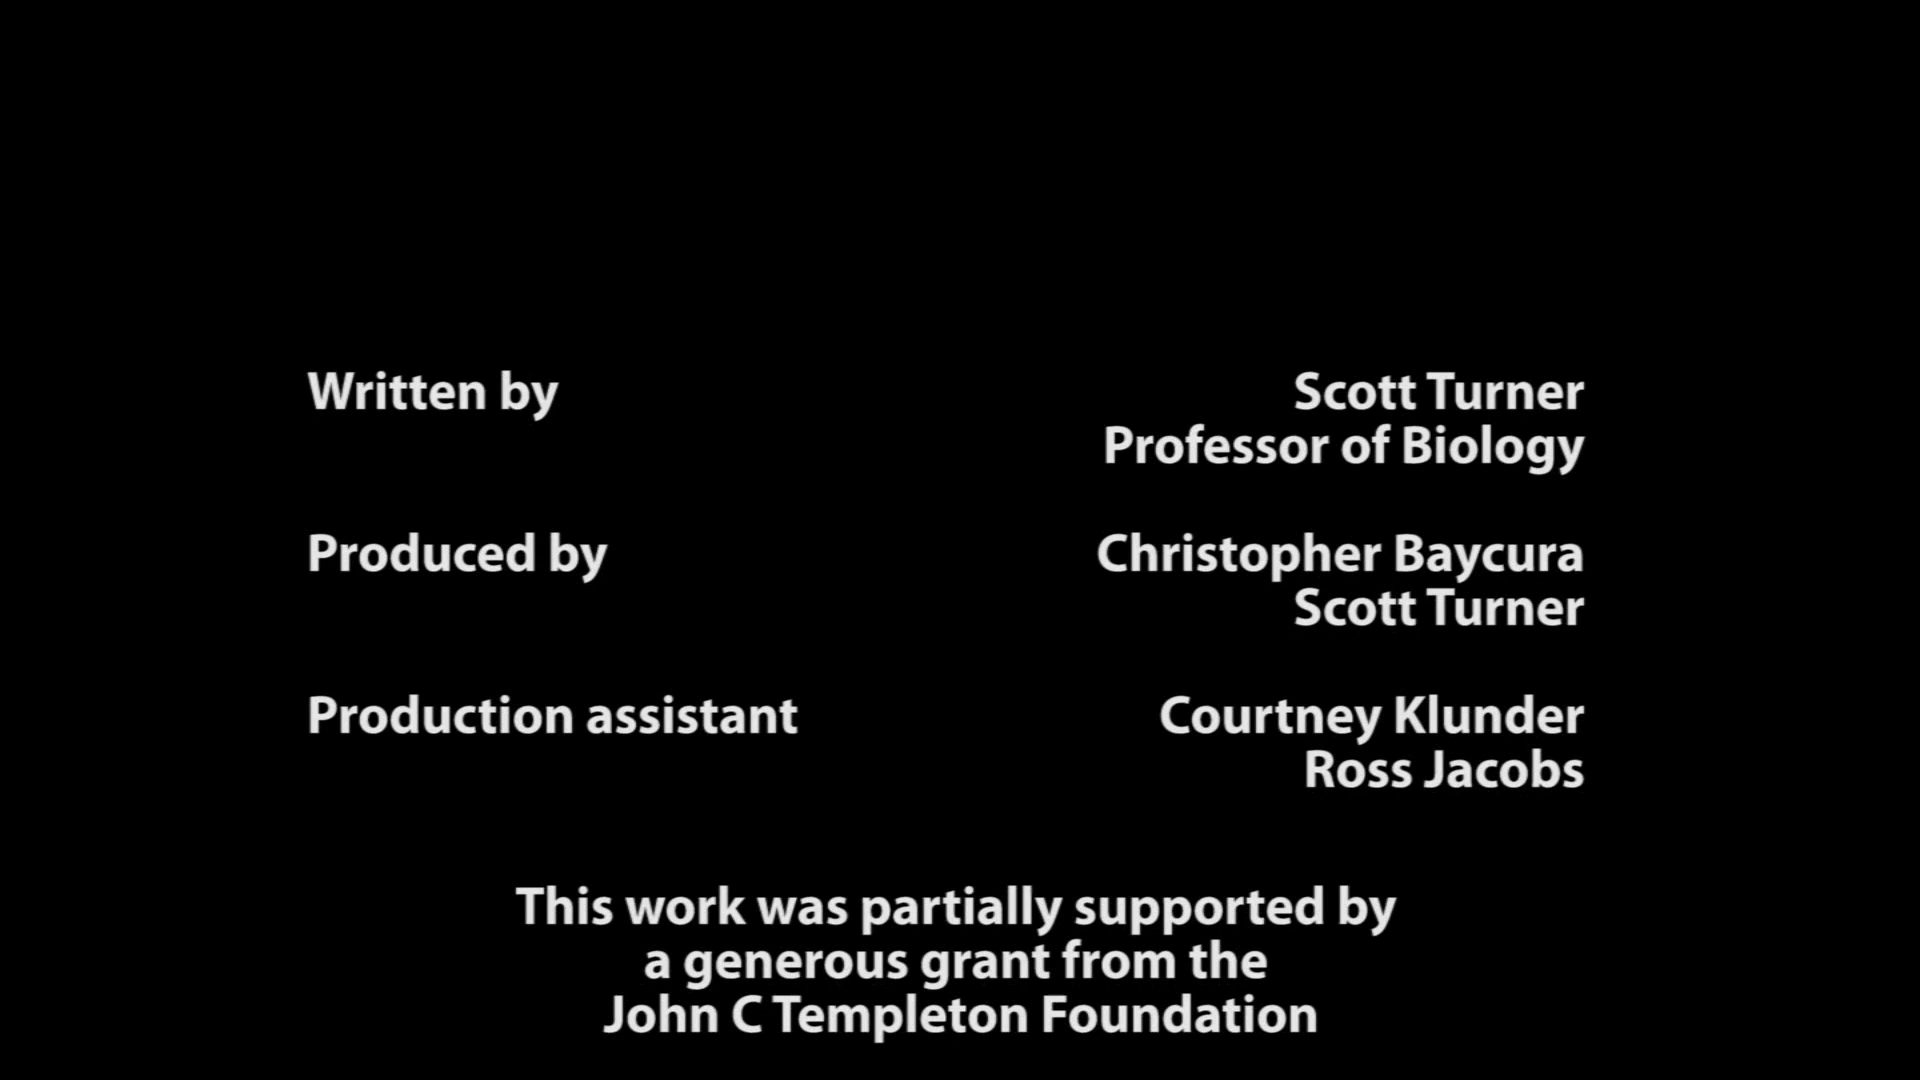 Written by Scott Turner
Professor of Biology
Produced by Christopher Baycura
Scott Turner
Production assistant Courtney Klunder
Ross Jacobs
This work was partially supported by
a generous grant from the
John C Templeton Foundation